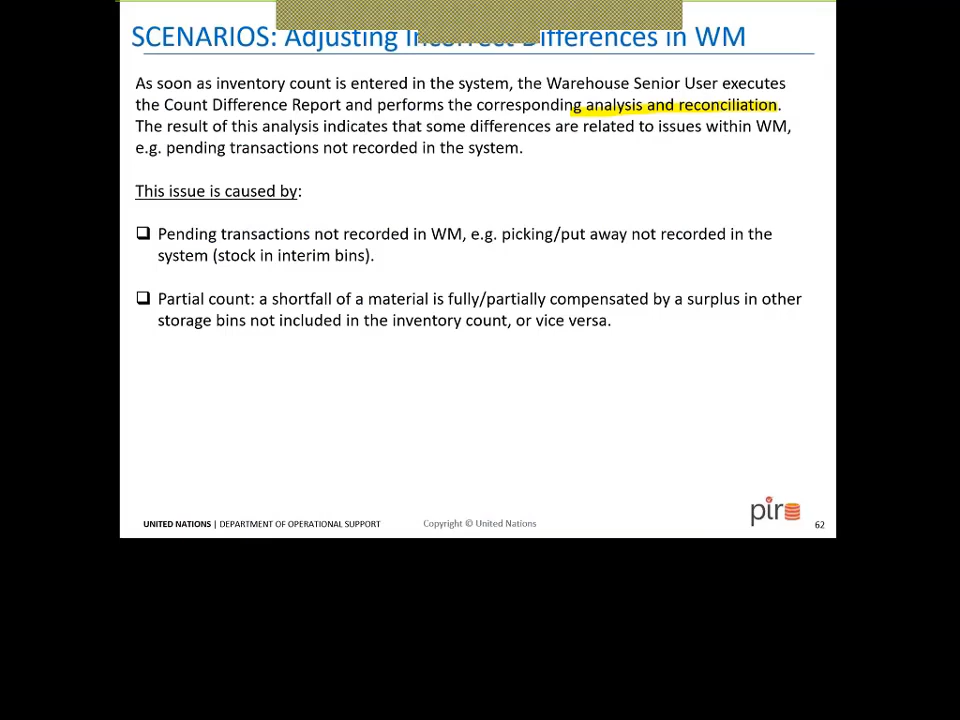 SCENARIOS: Adjusting Incorrect Differences in WM
As soon as inventory count is entered in the system, the Warehouse Senior User executes
the Count Difference Report and performs the corresponding analysis and reconciliation.
The result of this analysis indicates that some differences are related to issues within WM,
e.g. pending transactions not recorded in the system.
This issue is caused by:
Pending transactions not recorded in WM, e.g. picking/put away not recorded in the
system (stock in interim bins).
Partial count: a shortfall of a material is fully/partially compensated by a surplus in other
storage bins not included in the inventory count, or vice versa.
UNITED NATIONS | DEPARTMENT OF OPERATIONAL SUPPORT
Copyright © United Nations
pir
62